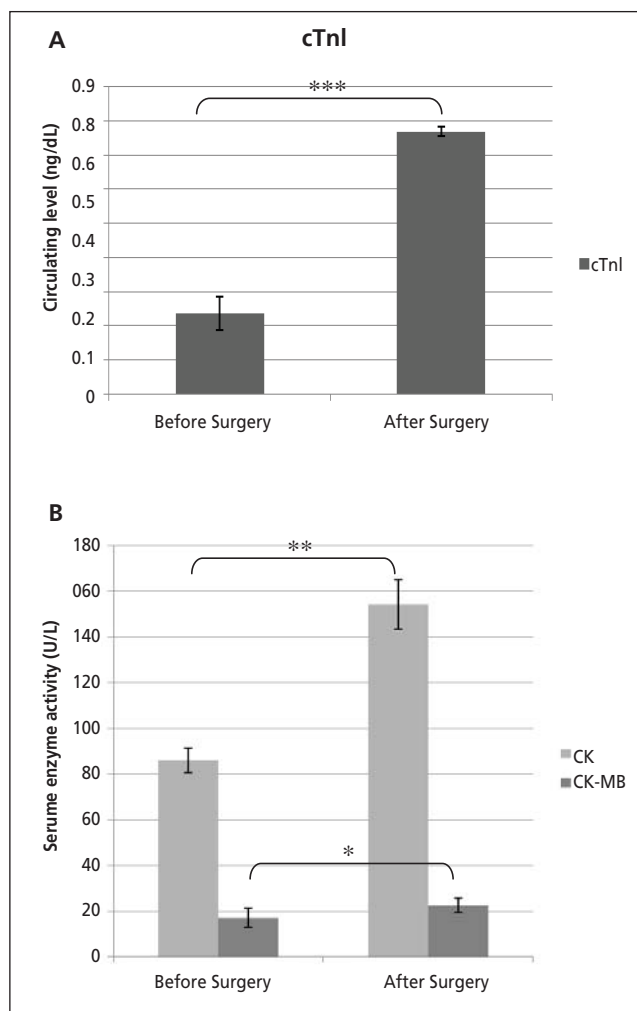 A
cTnl
0.9
0.8
0.6
0.5
0.4
0.3
0.2
0.1
0
Circulating level (ng/dL)
***
cTnl
Before Surgery
After Surgery
B
180
060
140
120
100
80
60
40
20
0
Serume enzyme activity (U/L)
**
*
CK
CK-MB
Before Surgery
After Surgery